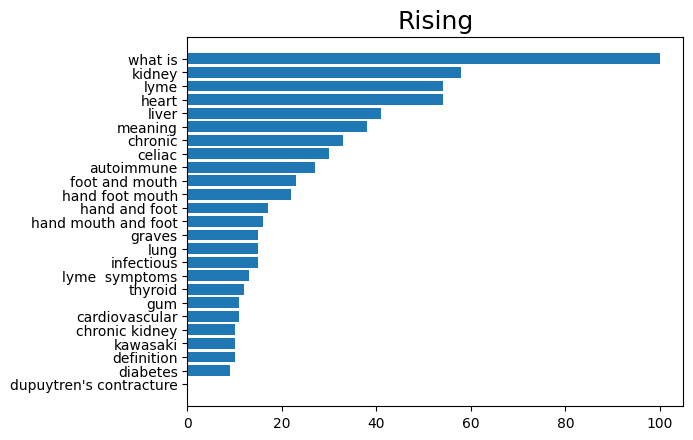 Rising
what is
kidney
lyme
heart
liver
meaning
chronic
celiac
autoimmune
foot and mouth
hand foot mouth
hand and foot
hand mouth and foot
graves
lung
infectious
lyme  symptoms
thyroid
gum
cardiovascular
chronic kidney
kawasaki
definition
diabetes
dupuytren's contracture
0 20 40 60 80 100